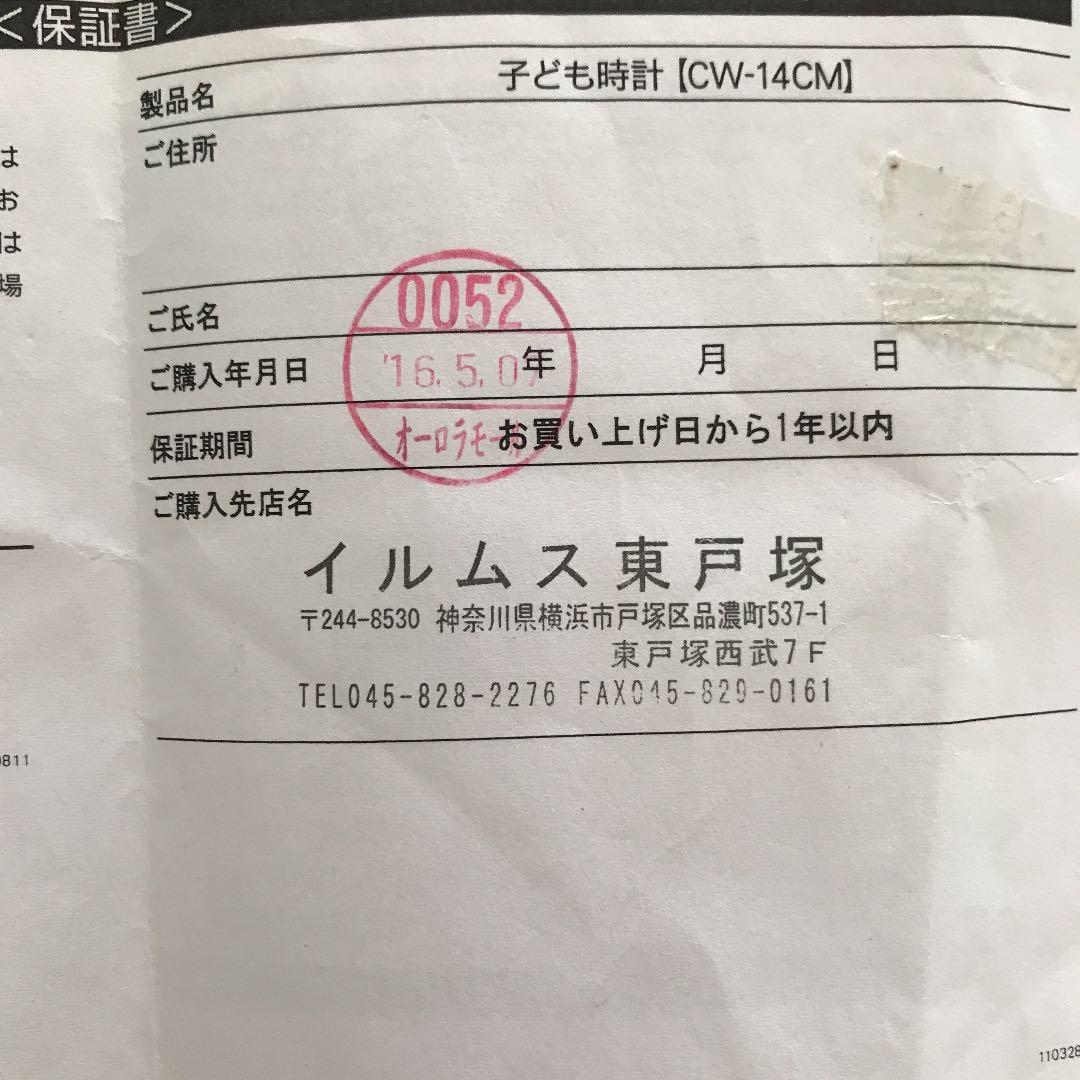 ＜保証書＞
製品名 子ども時計【CW-14CM】
ご住所
は
お
は
場
ご氏名
0052
ご購入年月日 年 月 日
'16.5.0
保証期間 お買い上げ日から1年以内
オーロラモール
ご購入先店名
イルムス東戸塚
〒244-8530 神奈川県横浜市戸塚区品濃町537-1
東戸塚西武7F
TEL045-828-2276 FAX045-829-0161
0811
110328